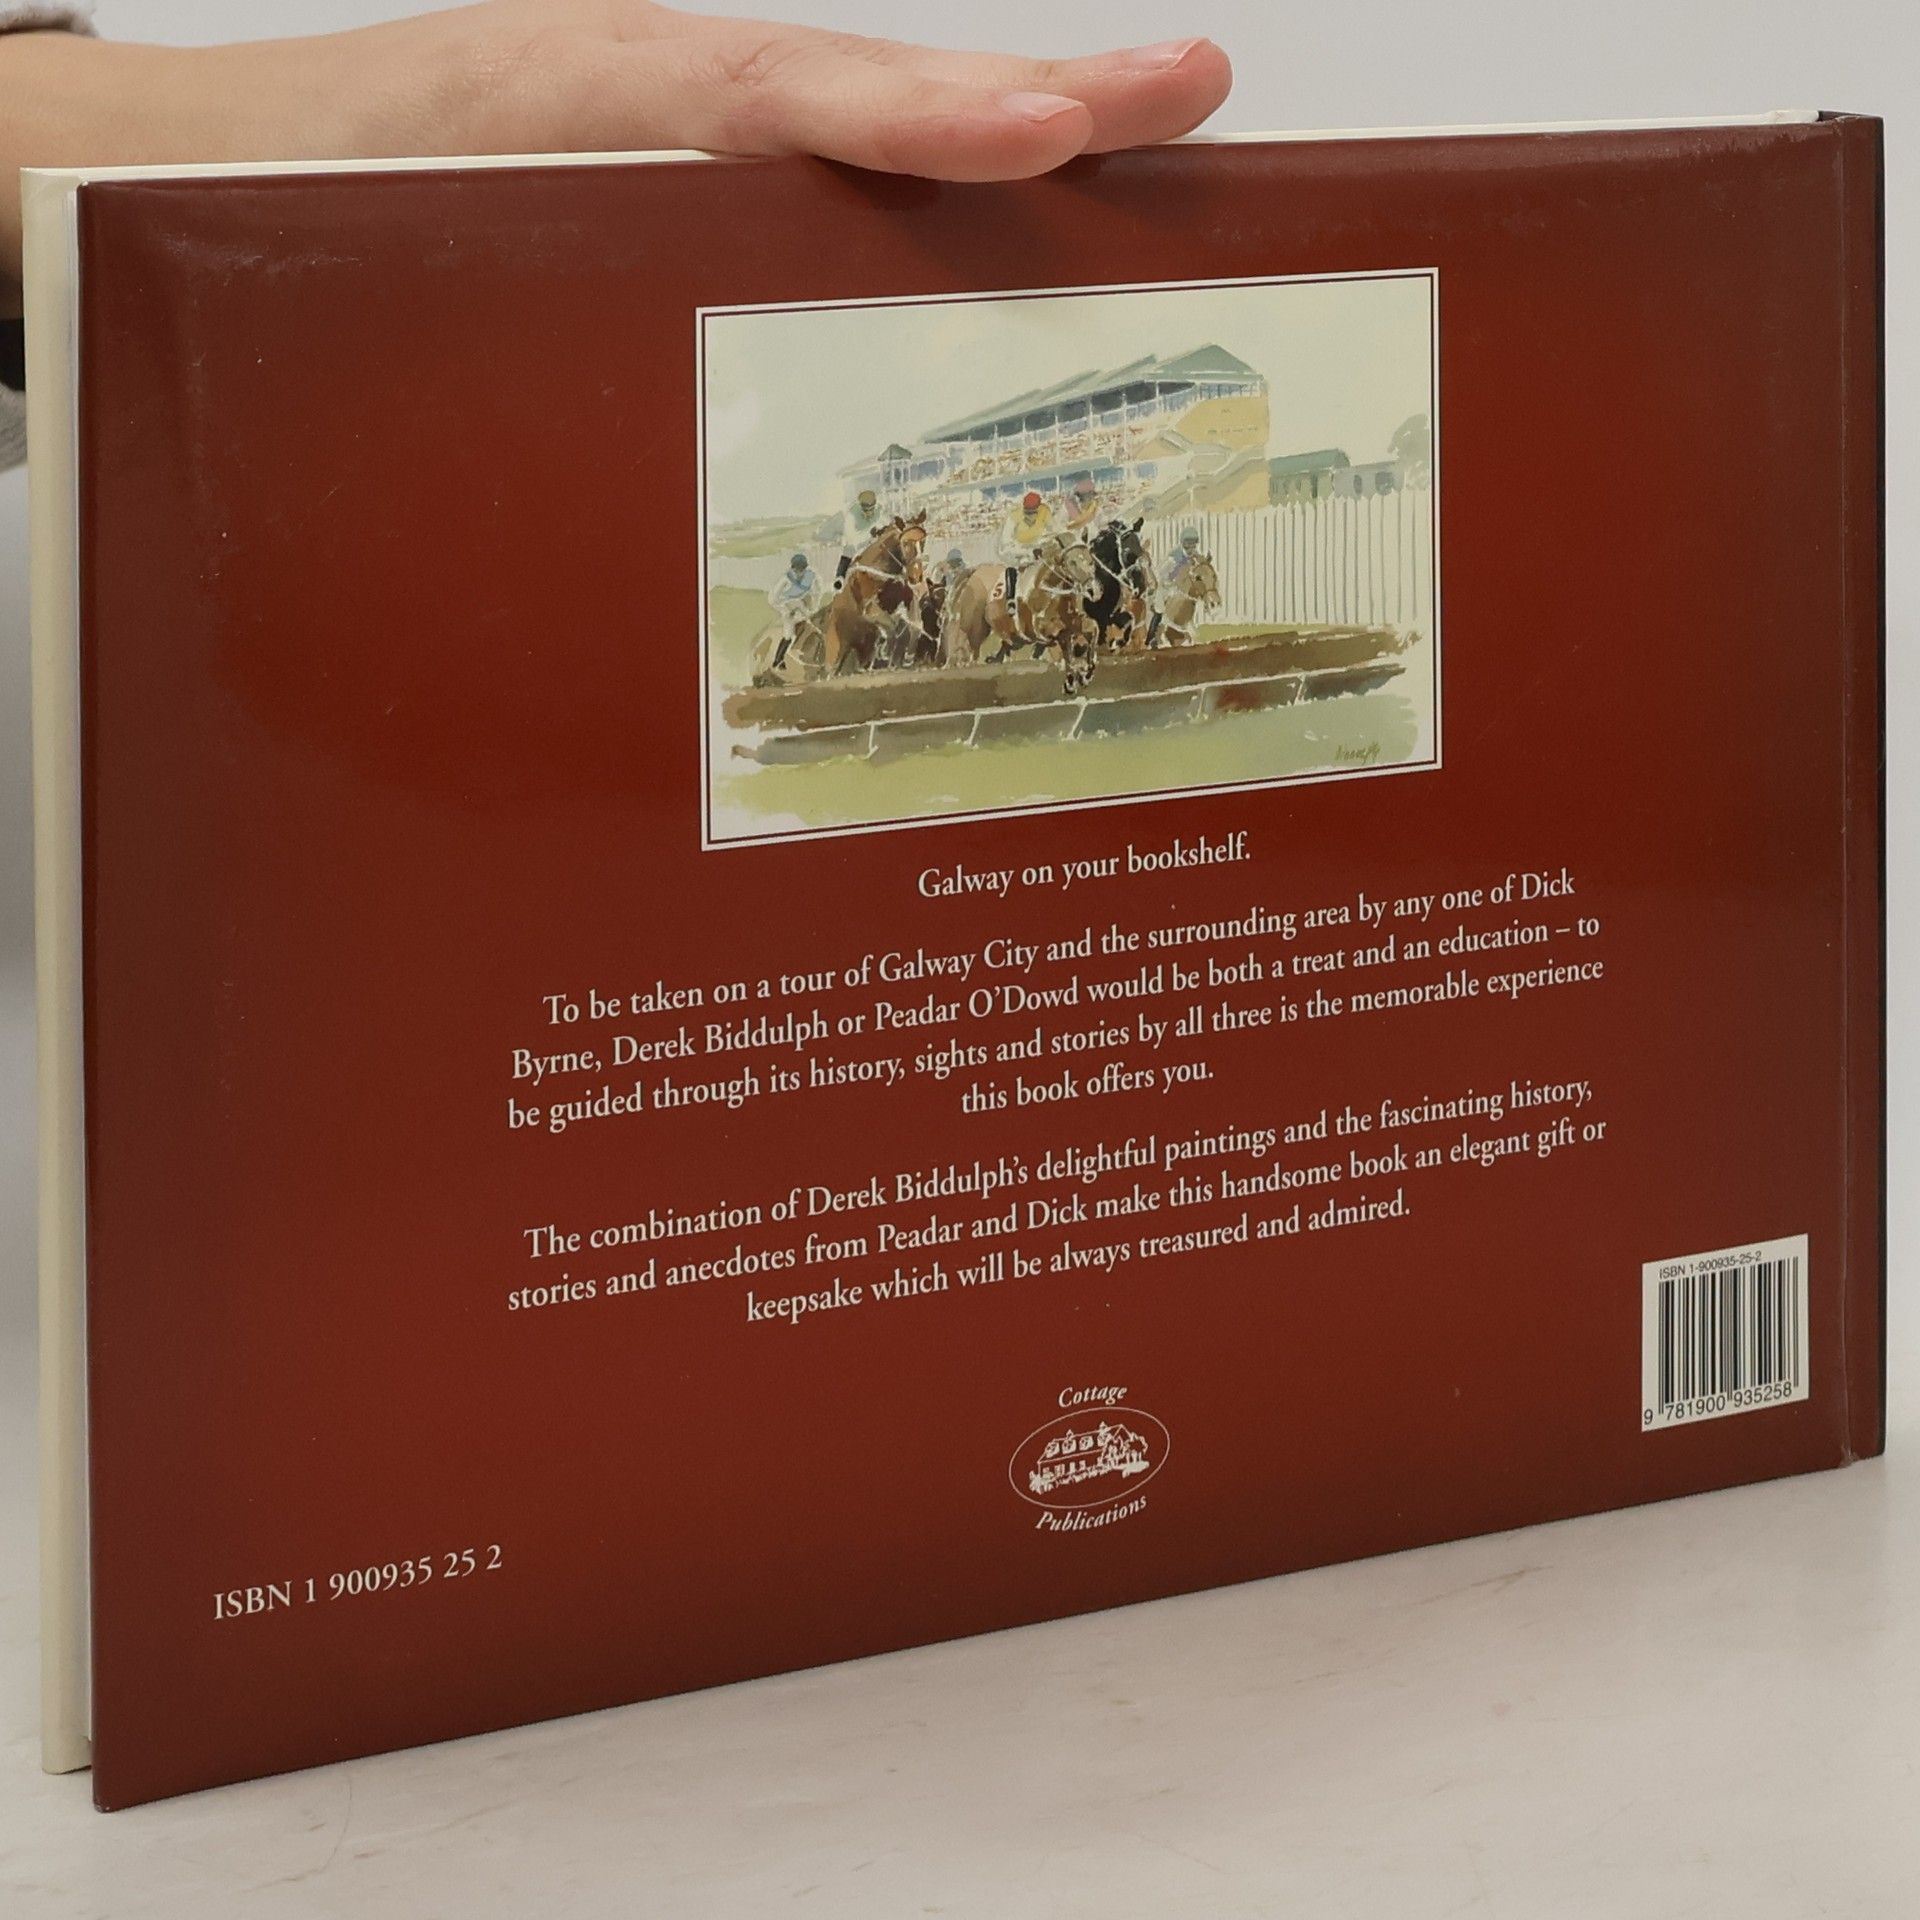 5
Galway on your bookshelf.
To be taken on a tour of Galway City and the surrounding area by any one of Dick
Byrne, Derek Biddulph or Peadar O'Dowd would be both a treat and an education – to
be guided through its history, sights and stories by all three is the memorable experience
this book offers you.
The combination of Derek Biddulph's delightful paintings and the fascinating history,
stories and anecdotes from Peadar and Dick make this handsome book an elegant gift or
keepsake which will be always treasured and admired.
ISBN 1-900935-25-2
9 781900 935258
Cottage
Publications
ISBN 1 900935 25 2